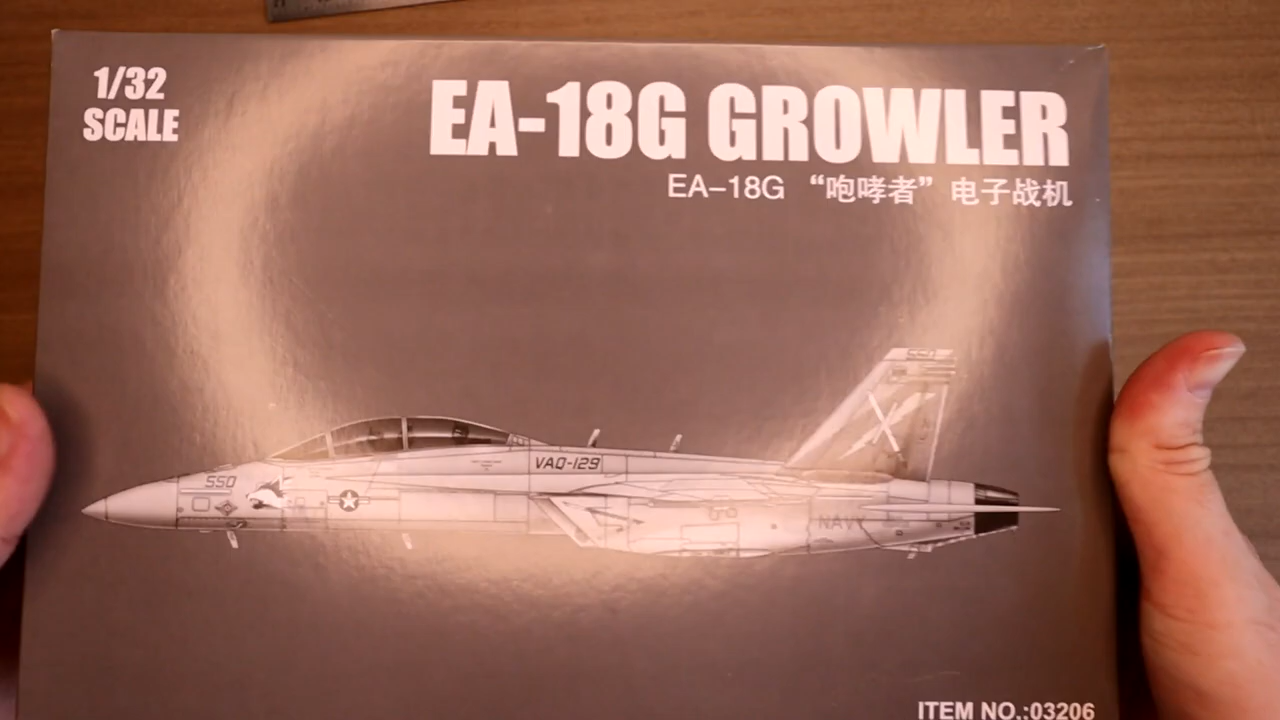 1/32
SCALE
EA-18G GROWLER
EA-18G “咆哮者” 电子战机
550
VAQ-129
550
NAVY
ITEM NO.:03206